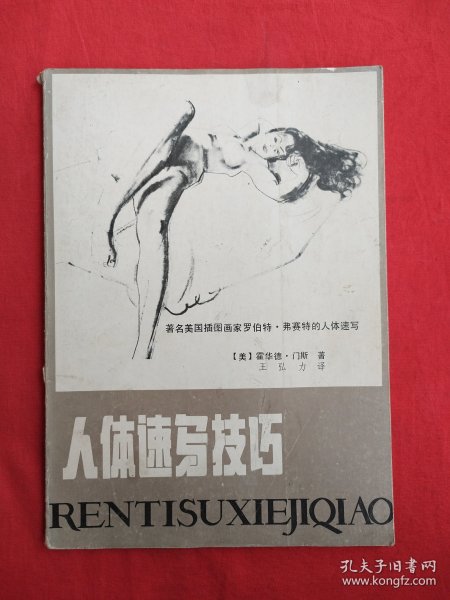 著名美国插图画家罗伯特·弗赛特的人体速写
【美】霍华德·门斯 著
王弘力 译
人体速写技巧
RENTISUXIEJIQIAO
孔夫子旧书网
www.kongfz.com